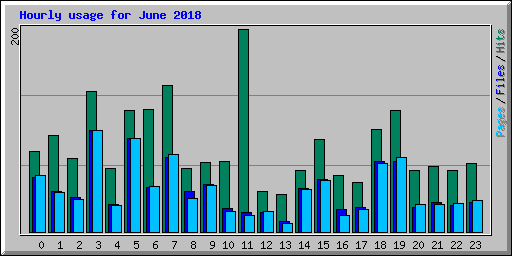 Hourly usage for June 2018
200
Pages / Files / Hits
0 1 2 3 4 5 6 7 8 9 10 11 12 13 14 15 16 17 18 19 20 21 22 23